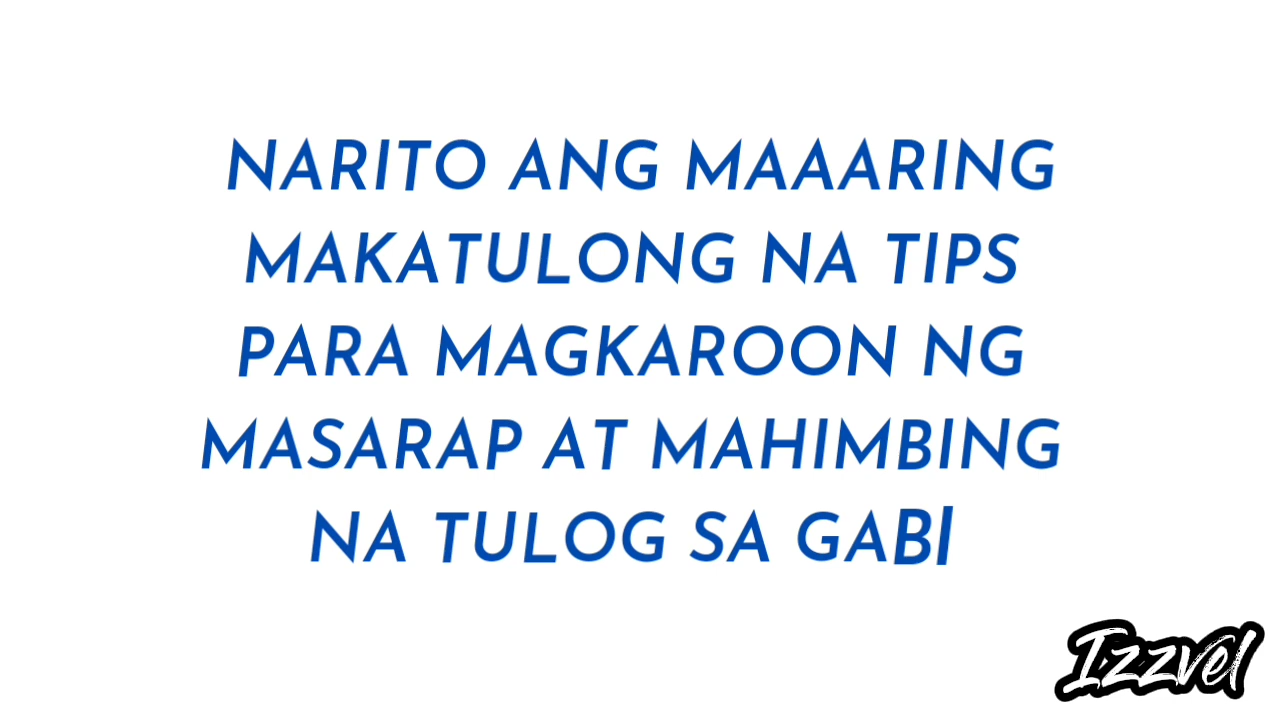 NARITO ANG MAAARING
MAKATULONG NA TIPS
PARA MAGKAROON NG
MASARAP AT MAHIMBING
NA TULOG SA GABI
Izzvel